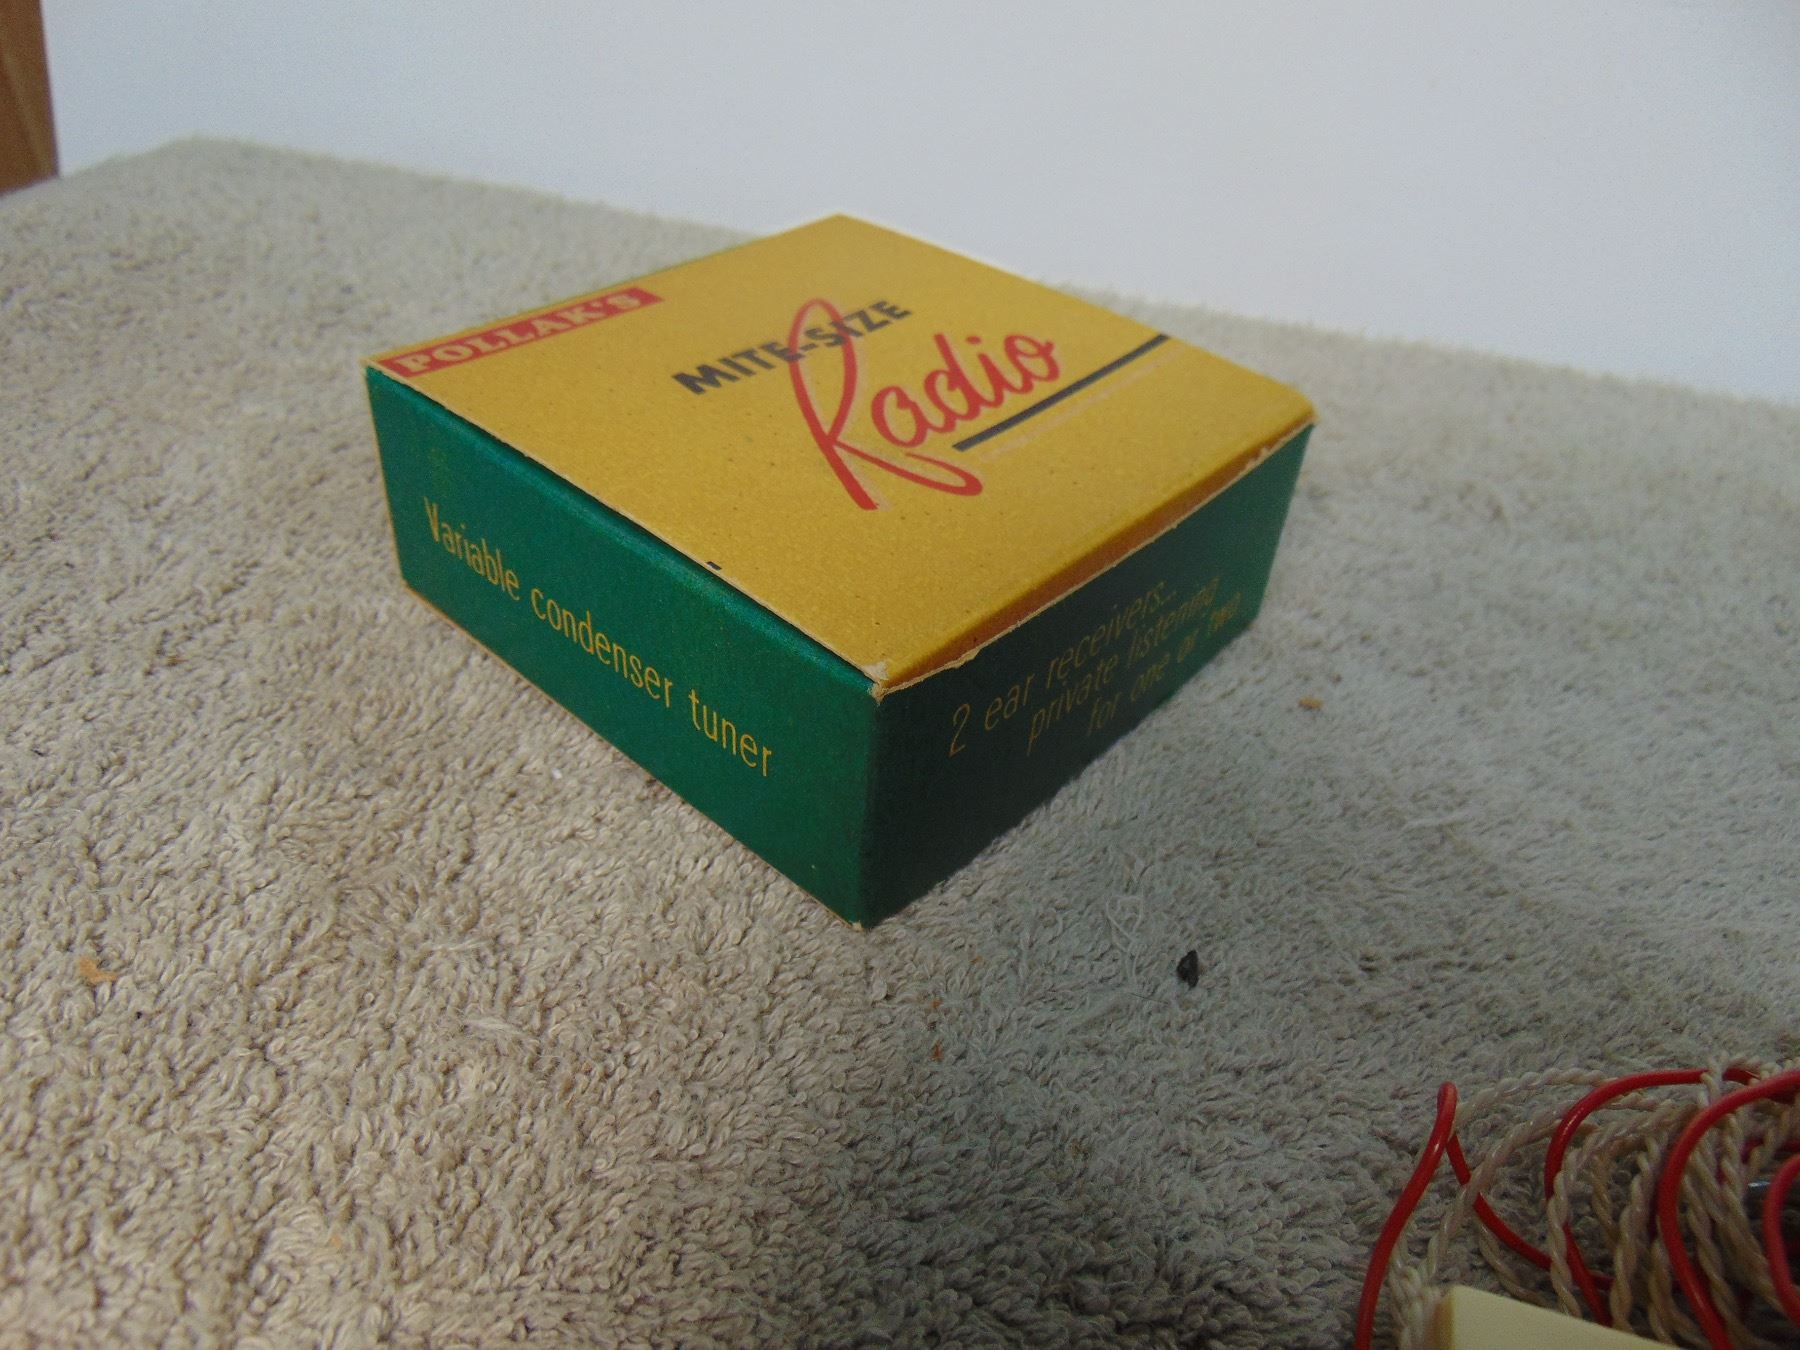 POLLAK'S
MITE-SIZE
Radio
Variable condenser tuner
2 ear receivers...
private listening
for one or two